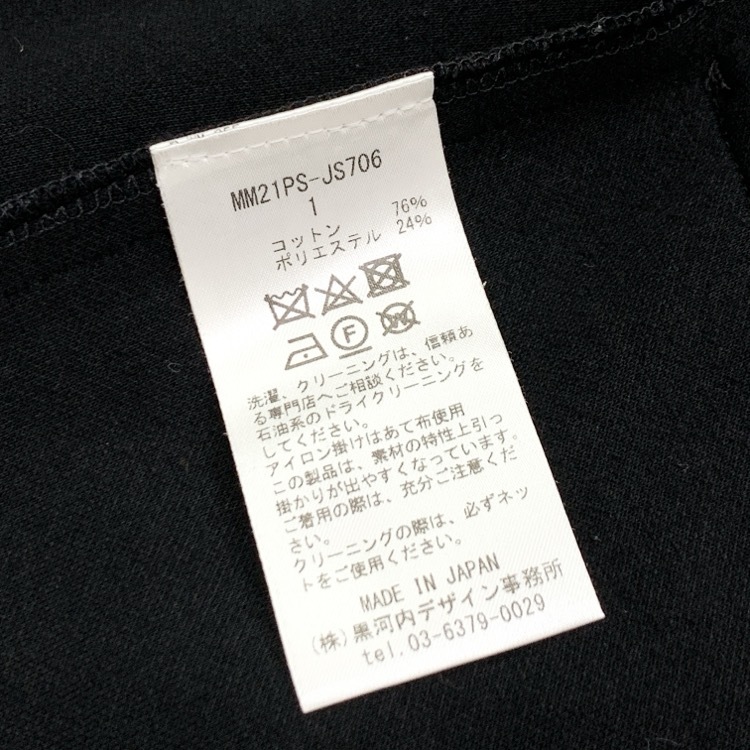 MM21PS-JS706
1
コットン 76%
ポリエステル 24%
F
W
洗濯、クリーニングは、信頼あ
る専門店へご相談ください。
石油系のドライクリーニングを
してください。
アイロン掛けはあて布使用
この製品は、素材の特性上引っ
掛かりが出やすくなっています。
ご着用の際は、充分ご注意くだ
さい。
クリーニングの際は、必ずネッ
トをご使用ください。
MADE IN JAPAN
(株)黒河内デザイン事務所
tel.03-6379-0029